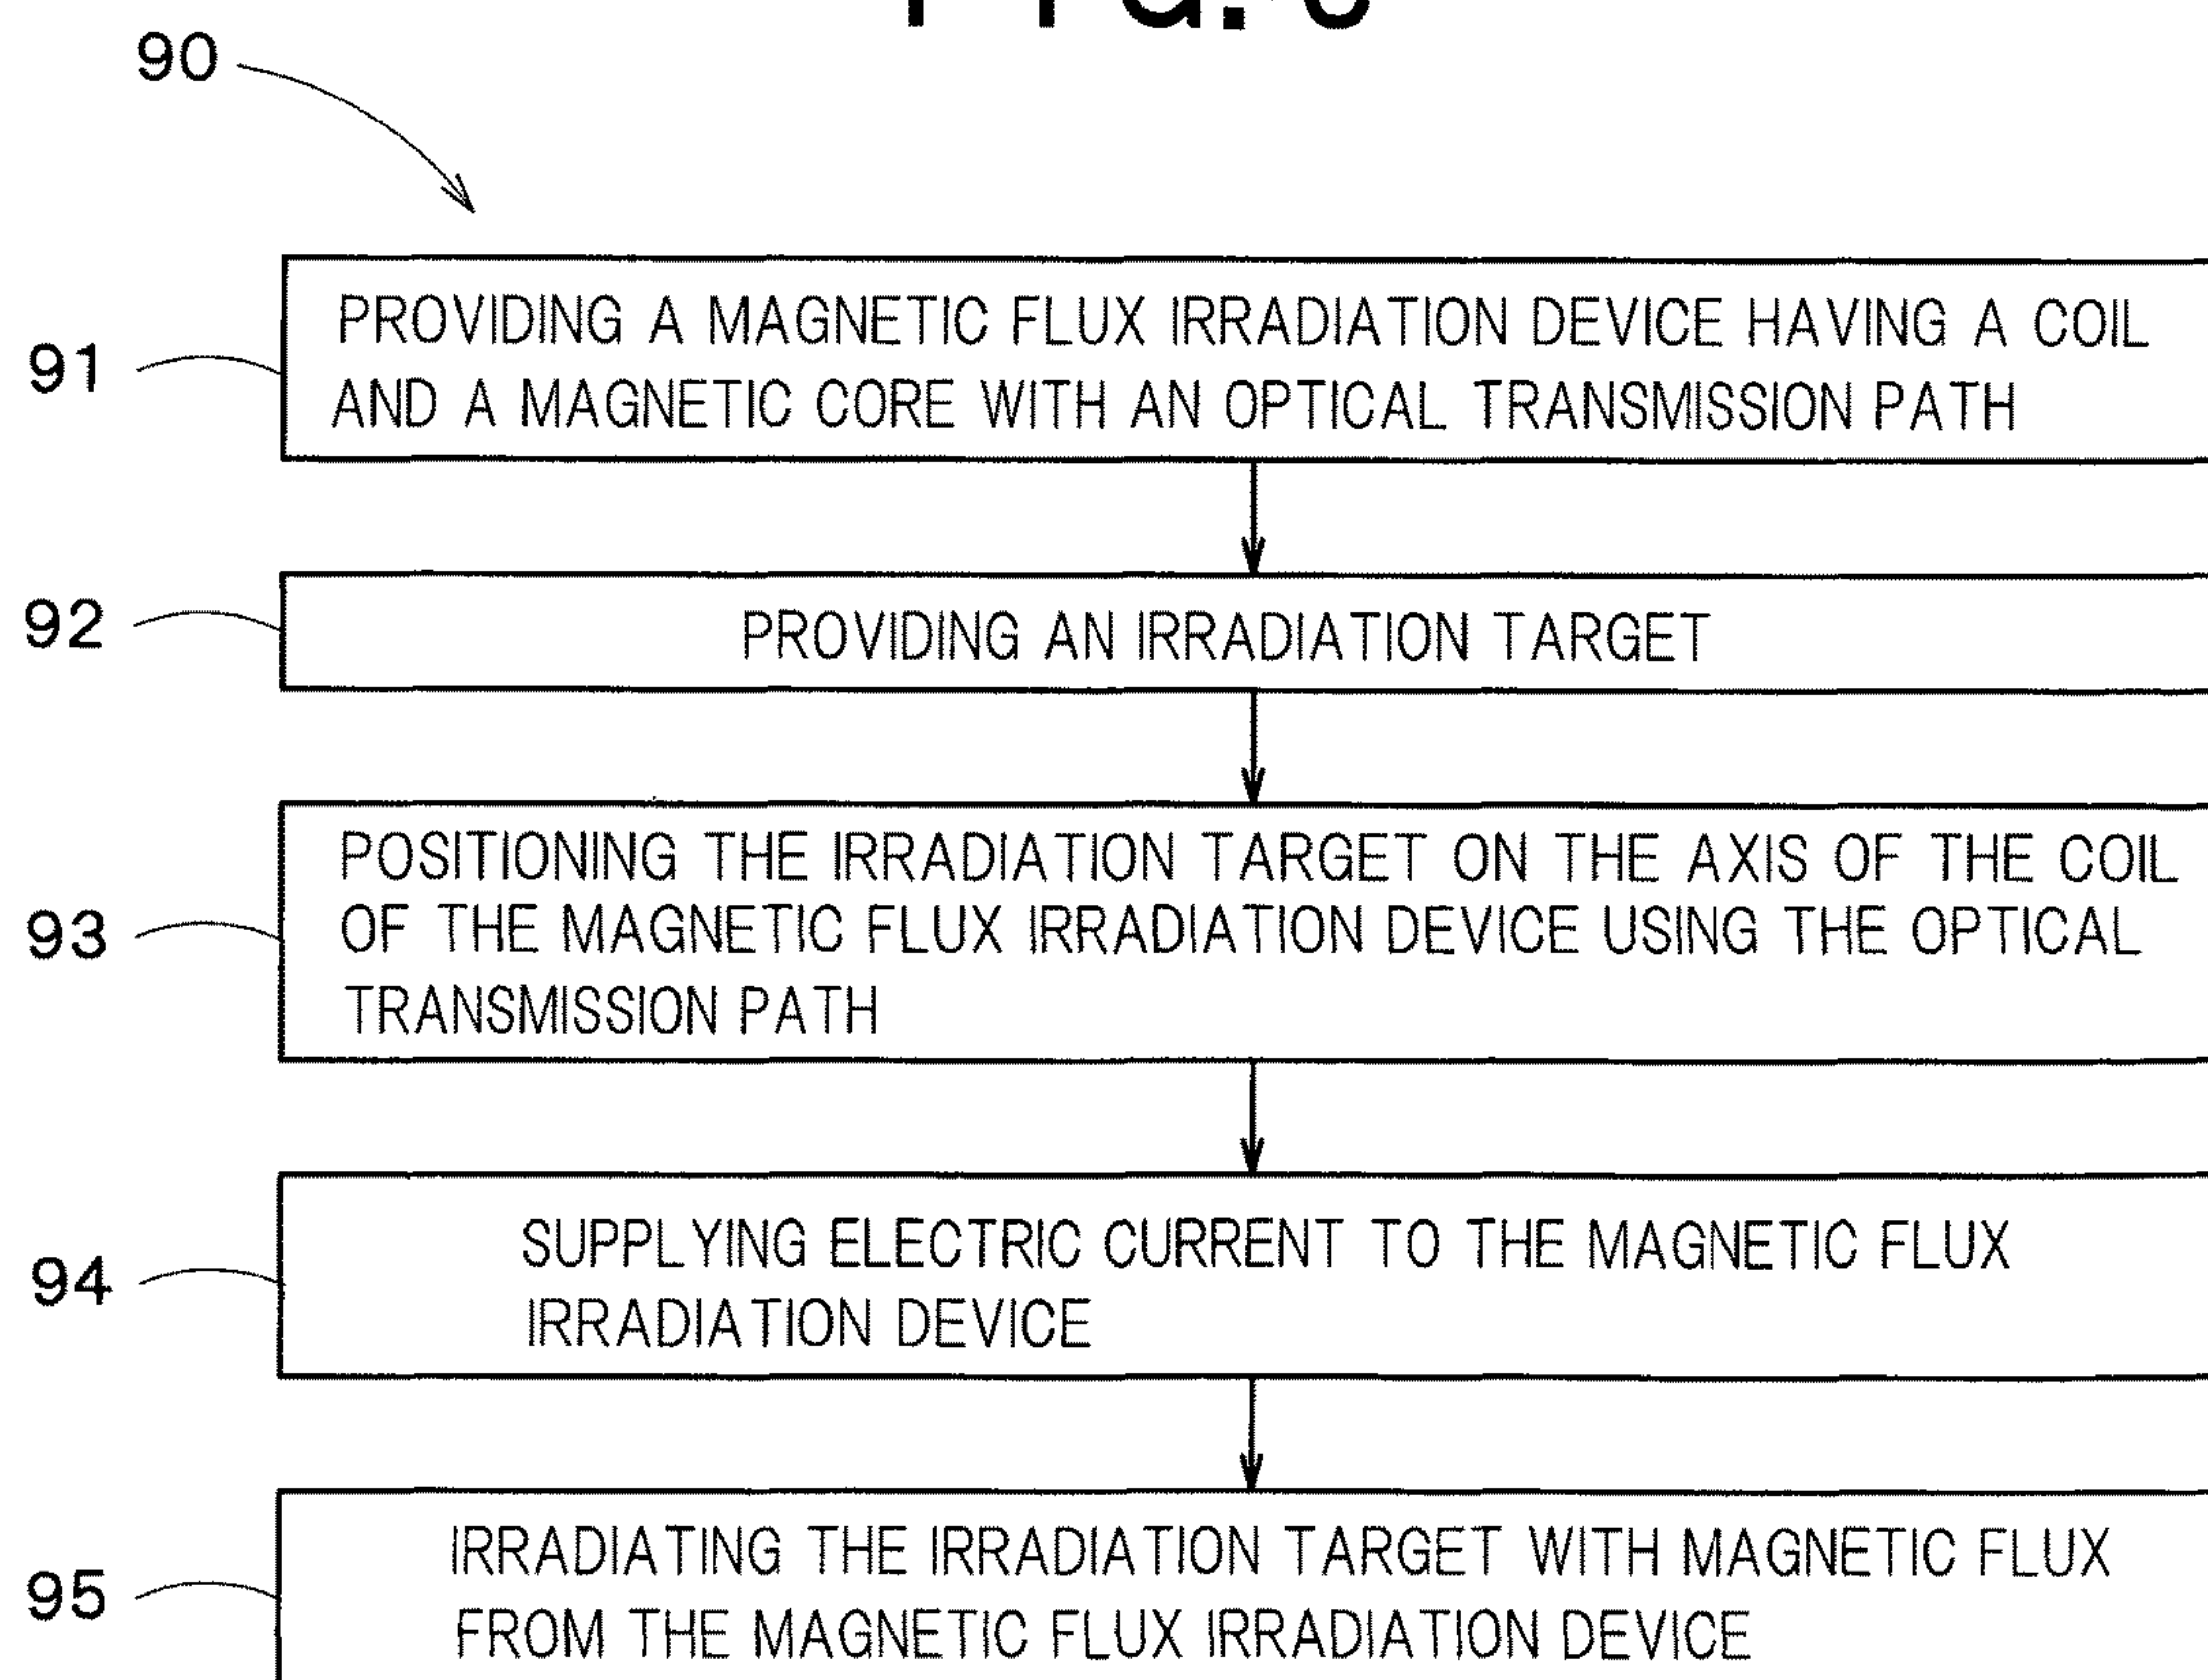 90
91
PROVIDING A MAGNETIC FLUX IRRADIATION DEVICE HAVING A COIL
AND A MAGNETIC CORE WITH AN OPTICAL TRANSMISSION PATH
92
PROVIDING AN IRRADIATION TARGET
93
POSITIONING THE IRRADIATION TARGET ON THE AXIS OF THE COIL
OF THE MAGNETIC FLUX IRRADIATION DEVICE USING THE OPTICAL
TRANSMISSION PATH
94
SUPPLYING ELECTRIC CURRENT TO THE MAGNETIC FLUX
IRRADIATION DEVICE
95
IRRADIATING THE IRRADIATION TARGET WITH MAGNETIC FLUX
FROM THE MAGNETIC FLUX IRRADIATION DEVICE